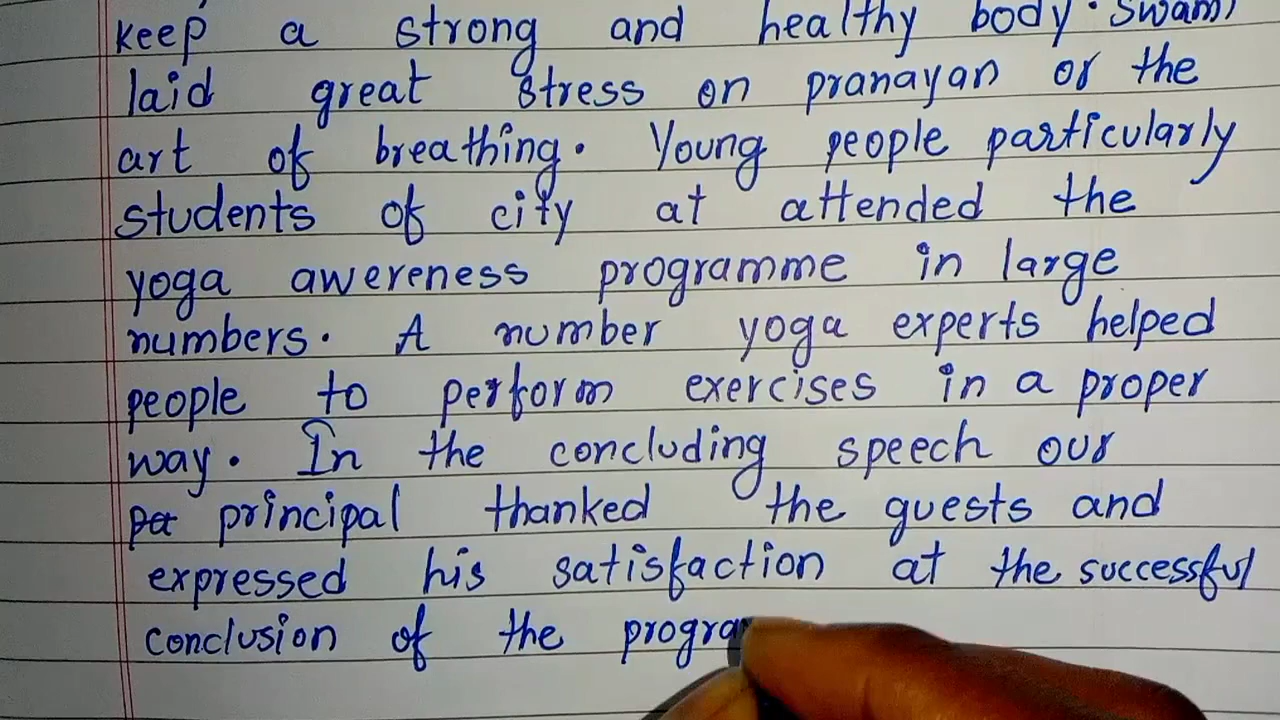 keep a strong and healthy body. Swami
laid great stress on pranayan or the
art of breathing. Young people particularly
students of city at attended the
yoga awereness programme in large
numbers. A number yoga experts helped
people to perform exercises in a proper
way. In the concluding speech our
principal thanked the guests and
expressed his satisfaction at the successful
conclusion of the progra